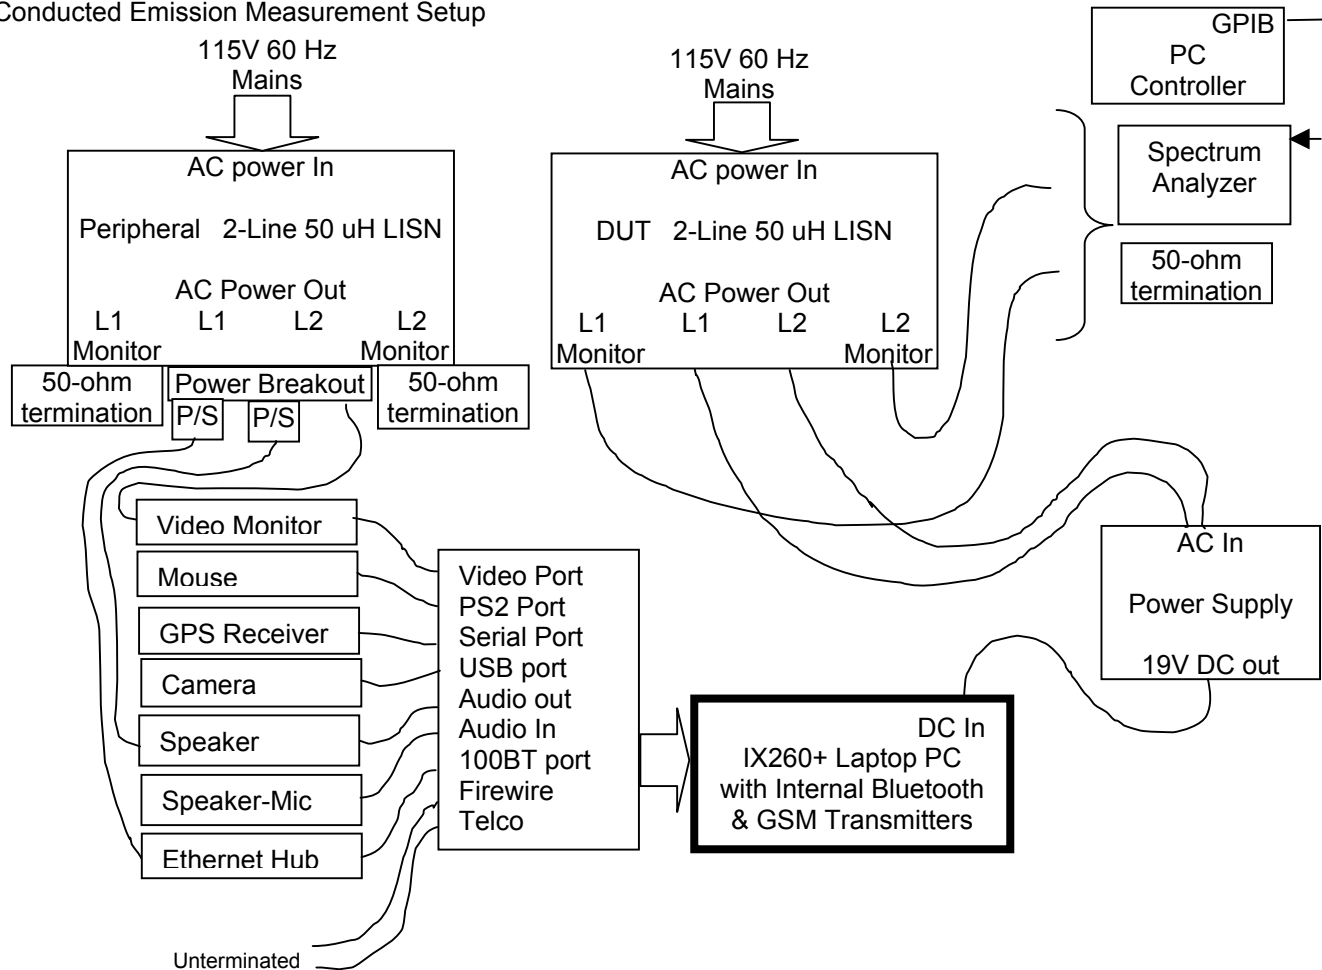 Conducted Emission Measurement Setup
115V 60 Hz
Mains
AC power In
Peripheral 2-Line 50 uH LISN
AC Power Out
L1 L1 L2 L2
Monitor Monitor
50-ohm
termination
Power Breakout
50-ohm
termination
P/S P/S
115V 60 Hz
Mains
AC power In
DUT 2-Line 50 uH LISN
AC Power Out
L1 L1 L2 L2
Monitor Monitor
GPIB
PC
Controller
Spectrum
Analyzer
50-ohm
termination
Video Monitor
Mouse
GPS Receiver
Camera
Speaker
Speaker-Mic
Ethernet Hub
Unterminated
Video Port
PS2 Port
Serial Port
USB port
Audio out
Audio In
100BT port
Firewire
Telco
DC In
IX260+ Laptop PC
with Internal Bluetooth
& GSM Transmitters
AC In
Power Supply
19V DC out